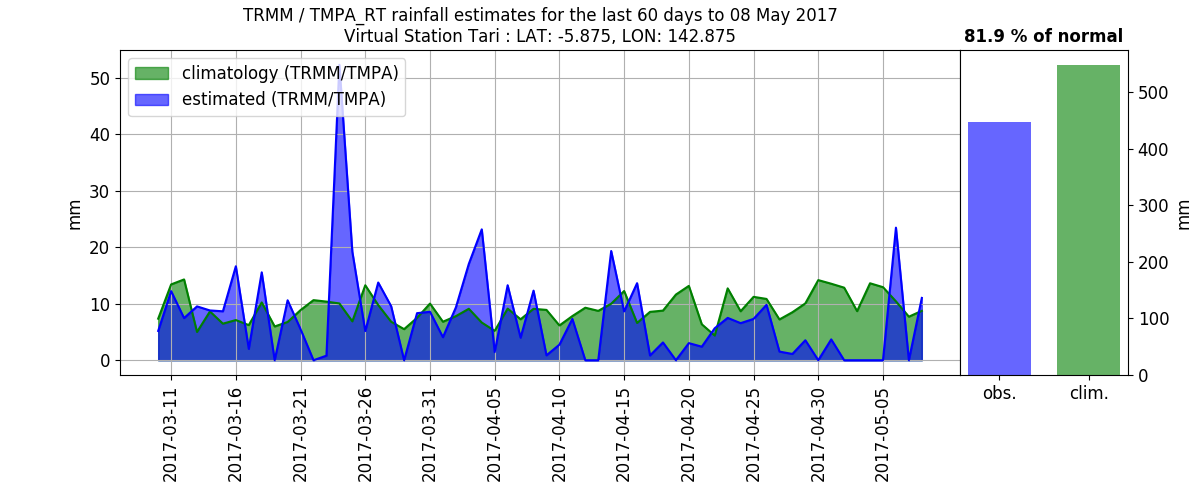 TRMM / TMPA_RT rainfall estimates for the last 60 days to 08 May 2017
Virtual Station Tari : LAT: -5.875, LON: 142.875
81.9 % of normal
climatology (TRMM/TMPA)
estimated (TRMM/TMPA)
50
40
30
20
10
0
mm
2017-03-11
2017-03-16
2017-03-21
2017-03-26
2017-03-31
2017-04-05
2017-04-10
2017-04-15
2017-04-20
2017-04-25
2017-04-30
2017-05-05
500
400
300
200
100
0
mm
obs.
clim.